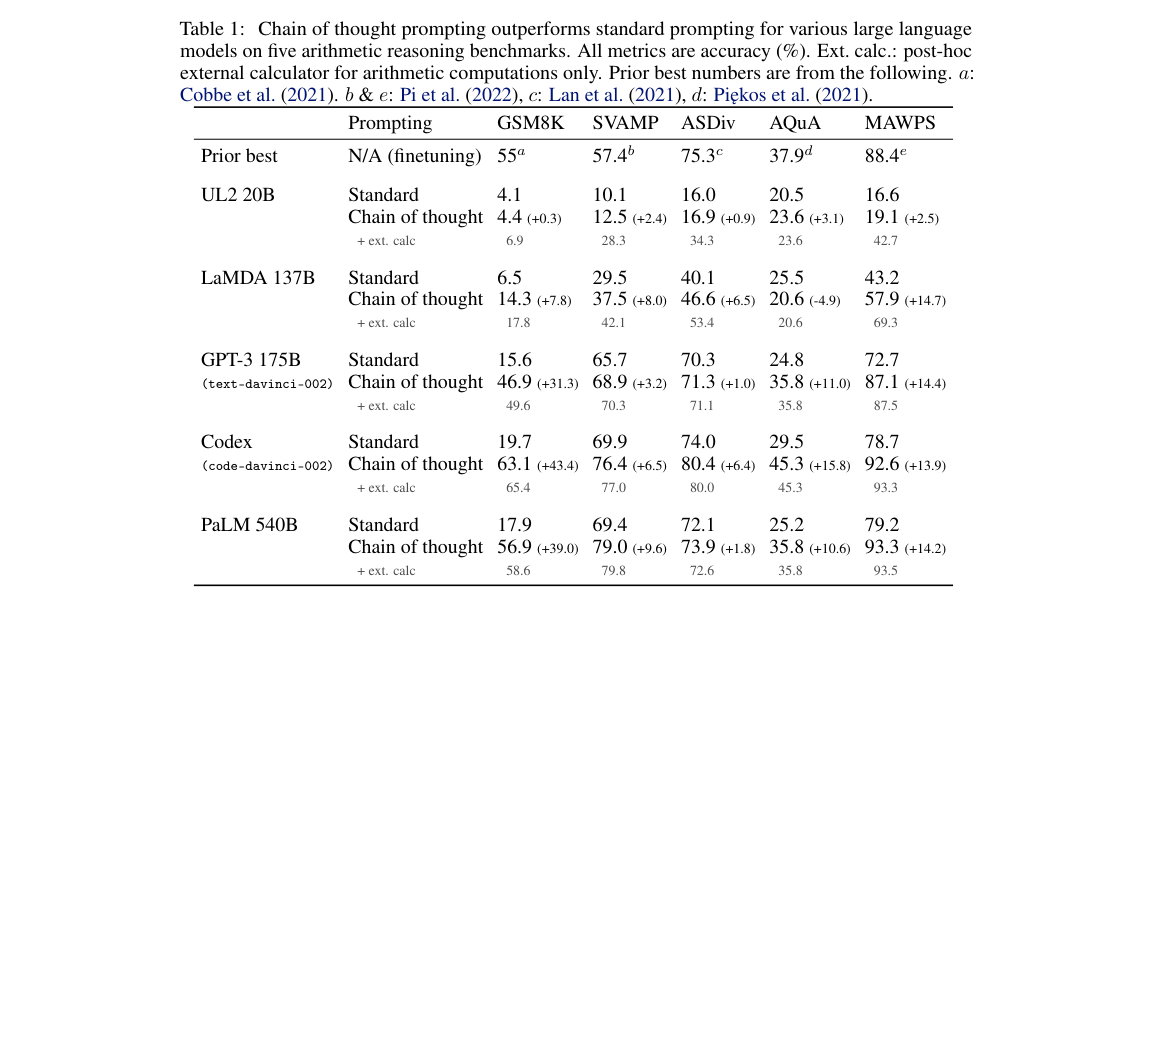 Table 1: Chain of thought prompting outperforms standard prompting for various large language
models on five arithmetic reasoning benchmarks. All metrics are accuracy (%). Ext. calc.: post-hoc
external calculator for arithmetic computations only. Prior best numbers are from the following. a:
Cobbe et al. (2021). b & e: Pi et al. (2022), c: Lan et al. (2021), d: Piękos et al. (2021).
Prompting GSM8K SVAMP ASDiv AQuA MAWPS
Prior best N/A (finetuning) 55a 57.4b 75.3c 37.9d 88.4e
UL2 20B Standard 4.1 10.1 16.0 20.5 16.6
Chain of thought 4.4 (+0.3) 12.5 (+2.4) 16.9 (+0.9) 23.6 (+3.1) 19.1 (+2.5)
+ ext. calc 6.9 28.3 34.3 23.6 42.7
LaMDA 137B Standard 6.5 29.5 40.1 25.5 43.2
Chain of thought 14.3 (+7.8) 37.5 (+8.0) 46.6 (+6.5) 20.6 (-4.9) 57.9 (+14.7)
+ ext. calc 17.8 42.1 53.4 20.6 69.3
GPT-3 175B Standard 15.6 65.7 70.3 24.8 72.7
(text-davinci-002) Chain of thought 46.9 (+31.3) 68.9 (+3.2) 71.3 (+1.0) 35.8 (+11.0) 87.1 (+14.4)
+ ext. calc 49.6 70.3 71.1 35.8 87.5
Codex Standard 19.7 69.9 74.0 29.5 78.7
(code-davinci-002) Chain of thought 63.1 (+43.4) 76.4 (+6.5) 80.4 (+6.4) 45.3 (+15.8) 92.6 (+13.9)
+ ext. calc 65.4 77.0 80.0 45.3 93.3
PaLM 540B Standard 17.9 69.4 72.1 25.2 79.2
Chain of thought 56.9 (+39.0) 79.0 (+9.6) 73.9 (+1.8) 35.8 (+10.6) 93.3 (+14.2)
+ ext. calc 58.6 79.8 72.6 35.8 93.5